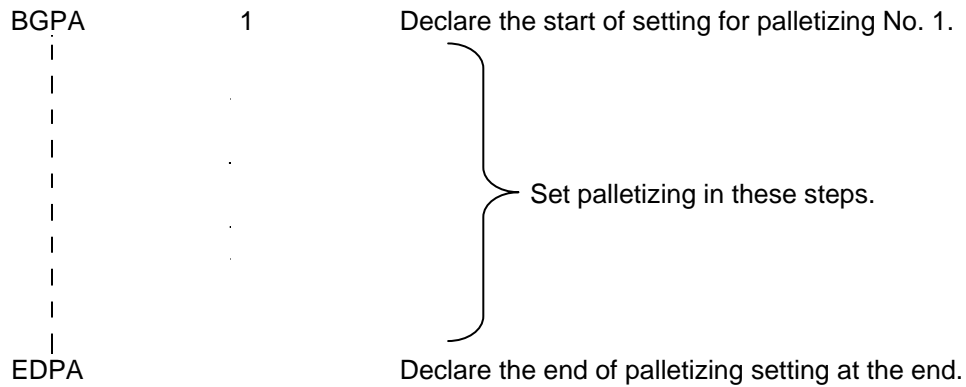 BGPA 1 Declare the start of setting for palletizing No. 1.
Set palletizing in these steps.
EDPA Declare the end of palletizing setting at the end.